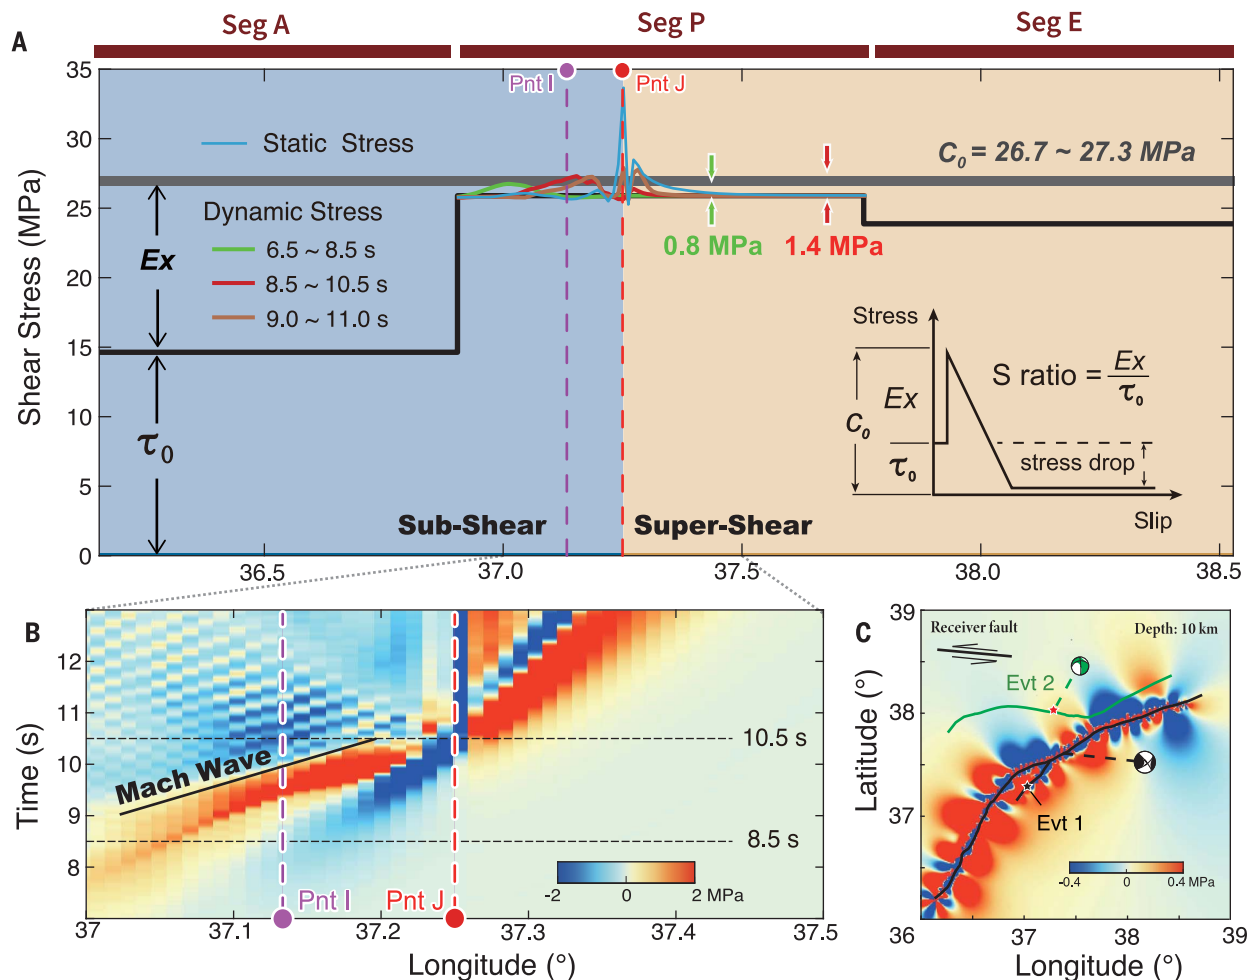 Seg A
Seg P
Seg E
A
35
30
25
20
15
10
5
0
Shear Stress (MPa)
Pnt I
Pnt J
Static Stress
Dynamic Stress
6.5 ~ 8.5 s
8.5 ~ 10.5 s
9.0 ~ 11.0 s
Ex
τ0
C0 = 26.7 ~ 27.3 MPa
0.8 MPa
1.4 MPa
Stress
Ex
C0
τ0
S ratio = Ex/τ0
stress drop
Slip
Sub-Shear
Super-Shear
36.5
37.0
37.5
38.0
38.5
B
12
11
10
9
8
Time (s)
Mach Wave
10.5 s
8.5 s
Pnt I
Pnt J
-2
0
2 MPa
37
37.1
37.2
37.3
37.4
37.5
Longitude (°)
C
39
38
37
36
Latitude (°)
Receiver fault
Depth: 10 km
Evt 2
Evt 1
-0.4
0
0.4 MPa
36
37
38
39
Longitude (°)